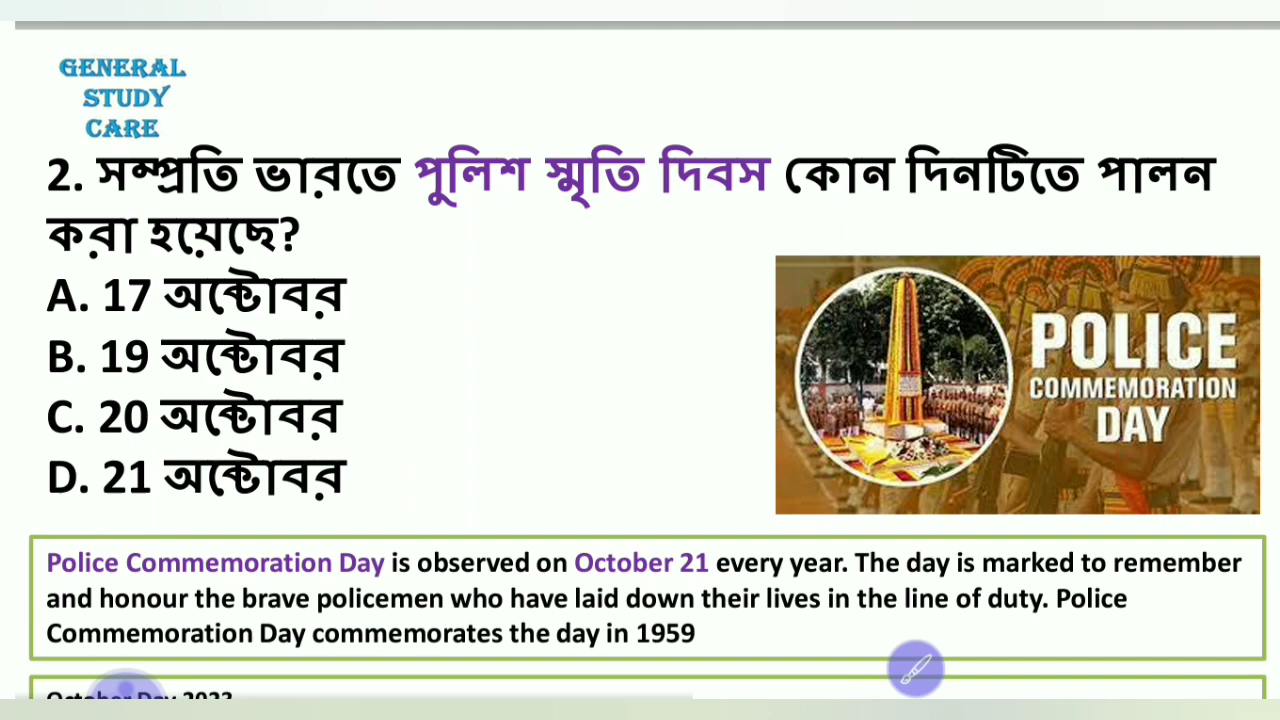 GENERAL
STUDY
CARE
2. সম্প্রতি ভারতে পুলিশ স্মৃতি দিবস কোন দিনটিতে পালন
করা হয়েছে?
A. 17 অক্টোবর
B. 19 অক্টোবর
C. 20 অক্টোবর
D. 21 অক্টোবর
POLICE
COMMEMORATION
DAY
Police Commemoration Day is observed on October 21 every year. The day is marked to remember
and honour the brave policemen who have laid down their lives in the line of duty. Police
Commemoration Day commemorates the day in 1959
October Day